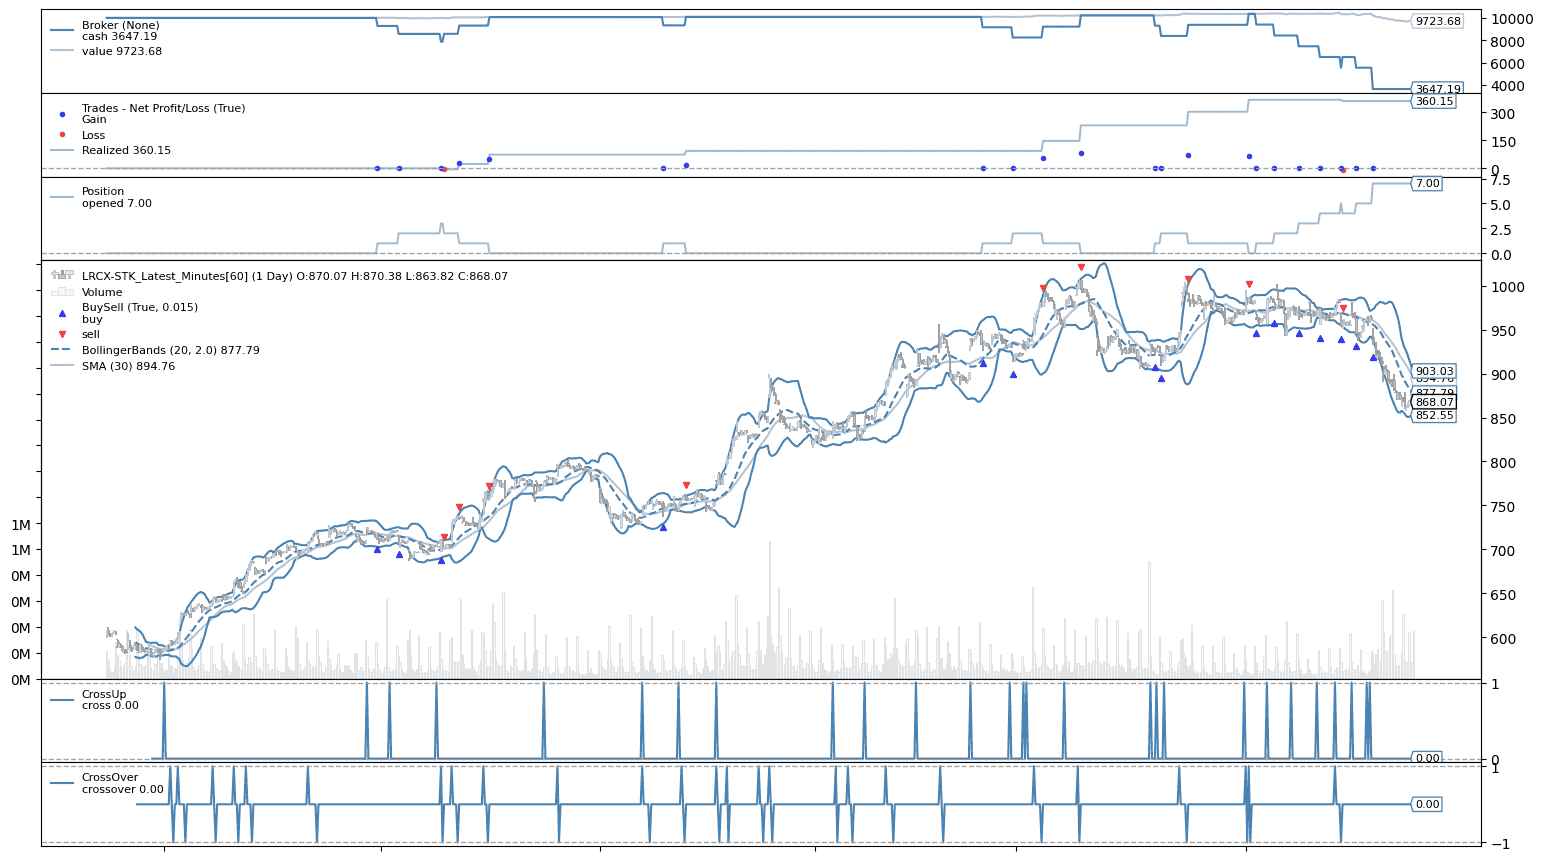 Broker (None)
cash 3647.19
value 9723.68
10000
8000
6000
4000
9723.68
3647.19
Trades - Net Profit/Loss (True)
Gain
Loss
Realized 360.15
300
150
0
360.15
Position
opened 7.00
7.5
5.0
2.5
0.0
7.00
LRCX-STK_Latest_Minutes[60] (1 Day) O:870.07 H:870.38 L:863.82 C:868.07
Volume
BuySell (True, 0.015)
buy
sell
BollingerBands (20, 2.0) 877.79
SMA (30) 894.76
1000
950
900
850
800
750
700
650
600
903.03
894.76
877.79
868.07
852.55
1M
1M
0M
0M
0M
0M
0M
CrossUp
cross 0.00
1
0
0.00
CrossOver
crossover 0.00
1
−1
0.00